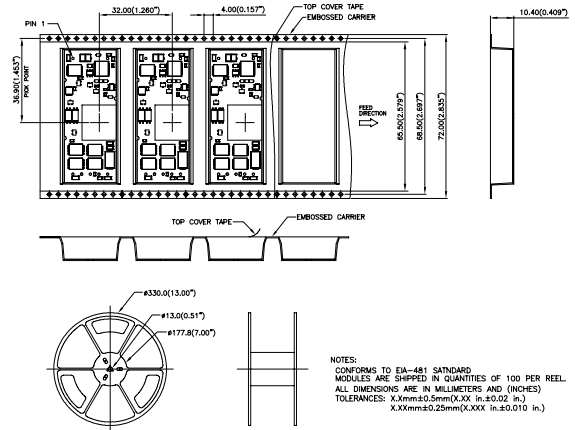 32.00(1.260")
4.00(0.157")
TOP COVER TAPE
EMBOSSED CARRIER
10.40(0.409")
PIN 1
36.90(1.453")
PICK POINT
FEED
DIRECTION
65.50(2.579")
68.50(2.697")
72.00(2.835")
TOP COVER TAPE
EMBOSSED CARRIER
ø330.0(13.00")
ø13.0(0.51")
ø177.8(7.00")
NOTES:
CONFORMS TO EIA-481 SATNDARD
MODULES ARE SHIPPED IN QUANTITIES OF 100 PER REEL.
ALL DIMENSIONS ARE IN MILLIMETERS AND (INCHES)
TOLERANCES: X.Xmm±0.5mm(X.XX in.±0.02 in.)
X.XXmm±0.25mm(X.XXX in.±0.010 in.)